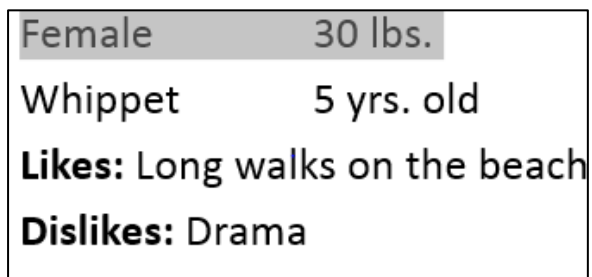 Female 30 lbs.
Whippet 5 yrs. old
Likes: Long walks on the beach
Dislikes: Drama